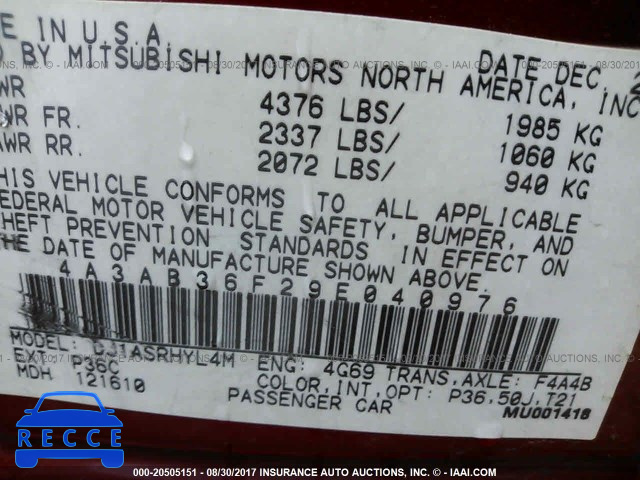 E IN U.S.A
BY MITSUBISHI MOTORS NORTH AMERICA, INC
DATE DEC,
WR 4376 LBS/ 1985 KG
WR FR. 2337 LBS/ 1060 KG
AWR RR. 2072 LBS/ 940 KG
HIS VEHICLE CONFORMS TO ALL APPLICABLE
EDERAL MOTOR VEHICLE SAFETY, BUMPER, AND
HEFT PREVENTION STANDARDS IN EFFECT ON
THE DATE OF MANUFACTURE SHOWN ABOVE.
4A3AB36F29E040976
MODEL: ASRHYL4M ENG: 4G69 TRANS,AXLE: F4A4B
EXT P36C COLOR,INT,OPT: P36,50J,T21
MDH 121610 PASSENGER CAR MU001418
RECCE
000-20505151 - 08/30/2017 INSURANCE AUTO AUCTIONS, INC. - © IAAI.COM